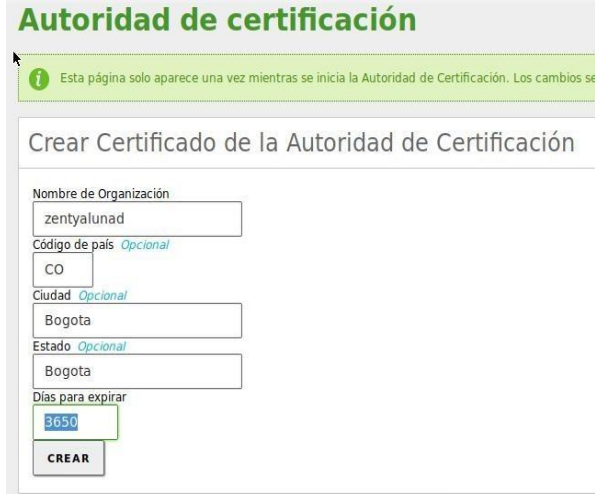 Autoridad de certificación
Esta página solo aparece una vez mientras se inicia la Autoridad de Certificación. Los cambios se
Crear Certificado de la Autoridad de Certificación
Nombre de Organización
zentyalunad
Código de país Opcional
CO
Ciudad Opcional
Bogota
Estado Opcional
Bogota
Días para expirar
3650
CREAR